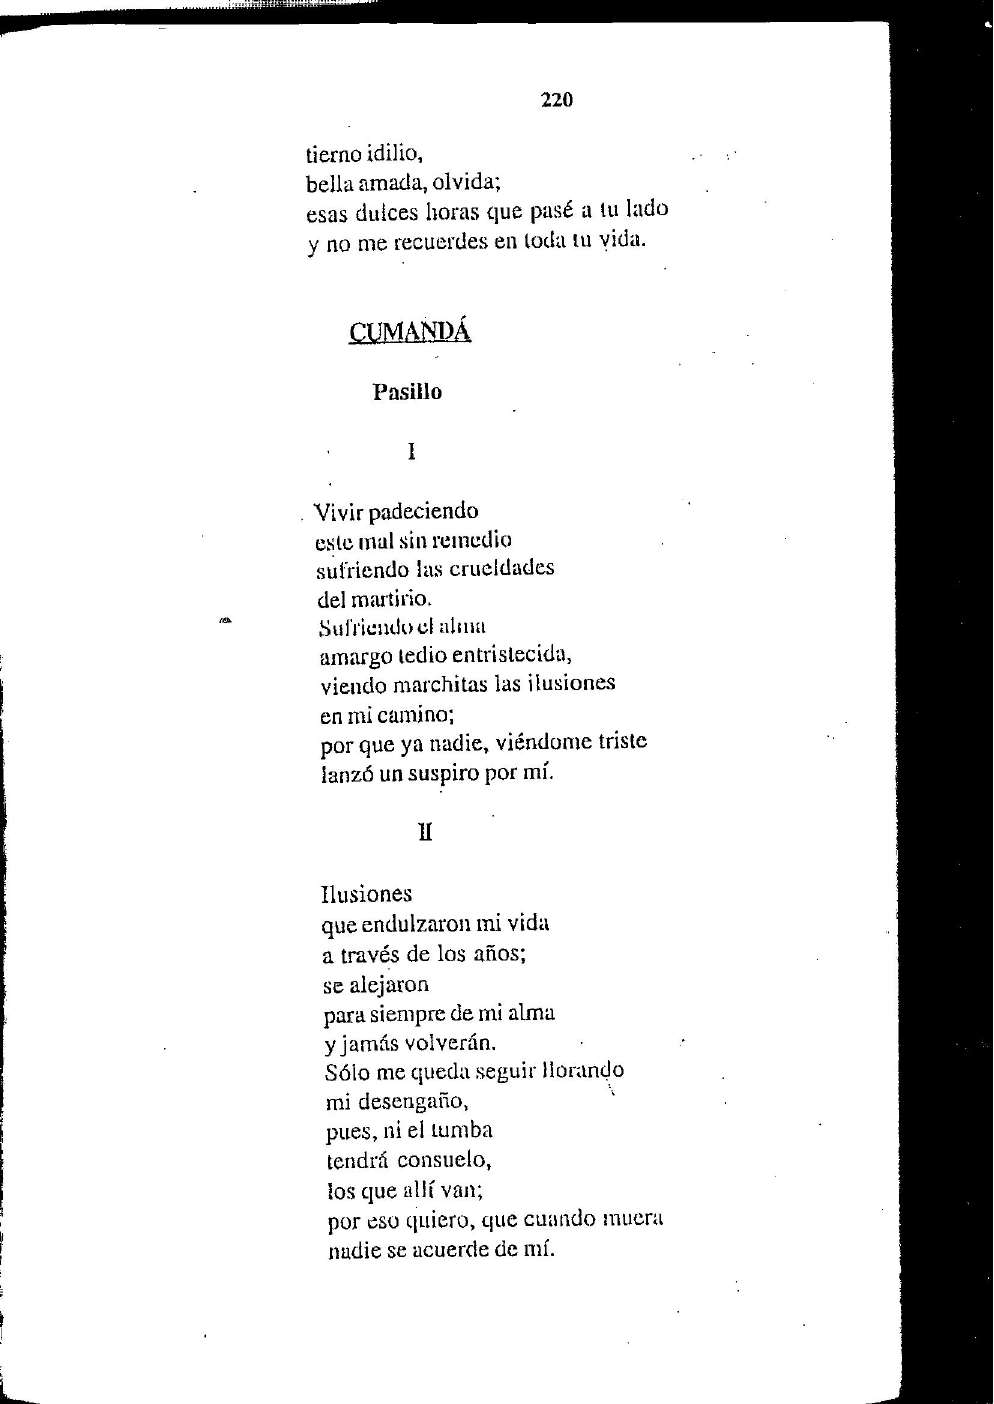 220
tierno idilio,
bella amada, olvida;
esas dulces horas que pasé a tu lado
y no me recuerdes en toda tu vida.
CUMANDÁ
Pasillo
I
Vivir padeciendo
este mal sin remedio
sufriendo las crueldades
del martirio.
Sufriendo el alma
amargo tedio entristecida,
viendo marchitas las ilusiones
en mi camino;
por que ya nadie, viéndome triste
lanzó un suspiro por mí.
II
Ilusiones
que endulzaron mi vida
a través de los años;
se alejaron
para siempre de mi alma
y jamás volverán.
Sólo me queda seguir llorando
mi desengaño,
pues, ni el tumba
tendrá consuelo,
los que allí van;
por eso quiero, que cuando muera
nadie se acuerde de mí.